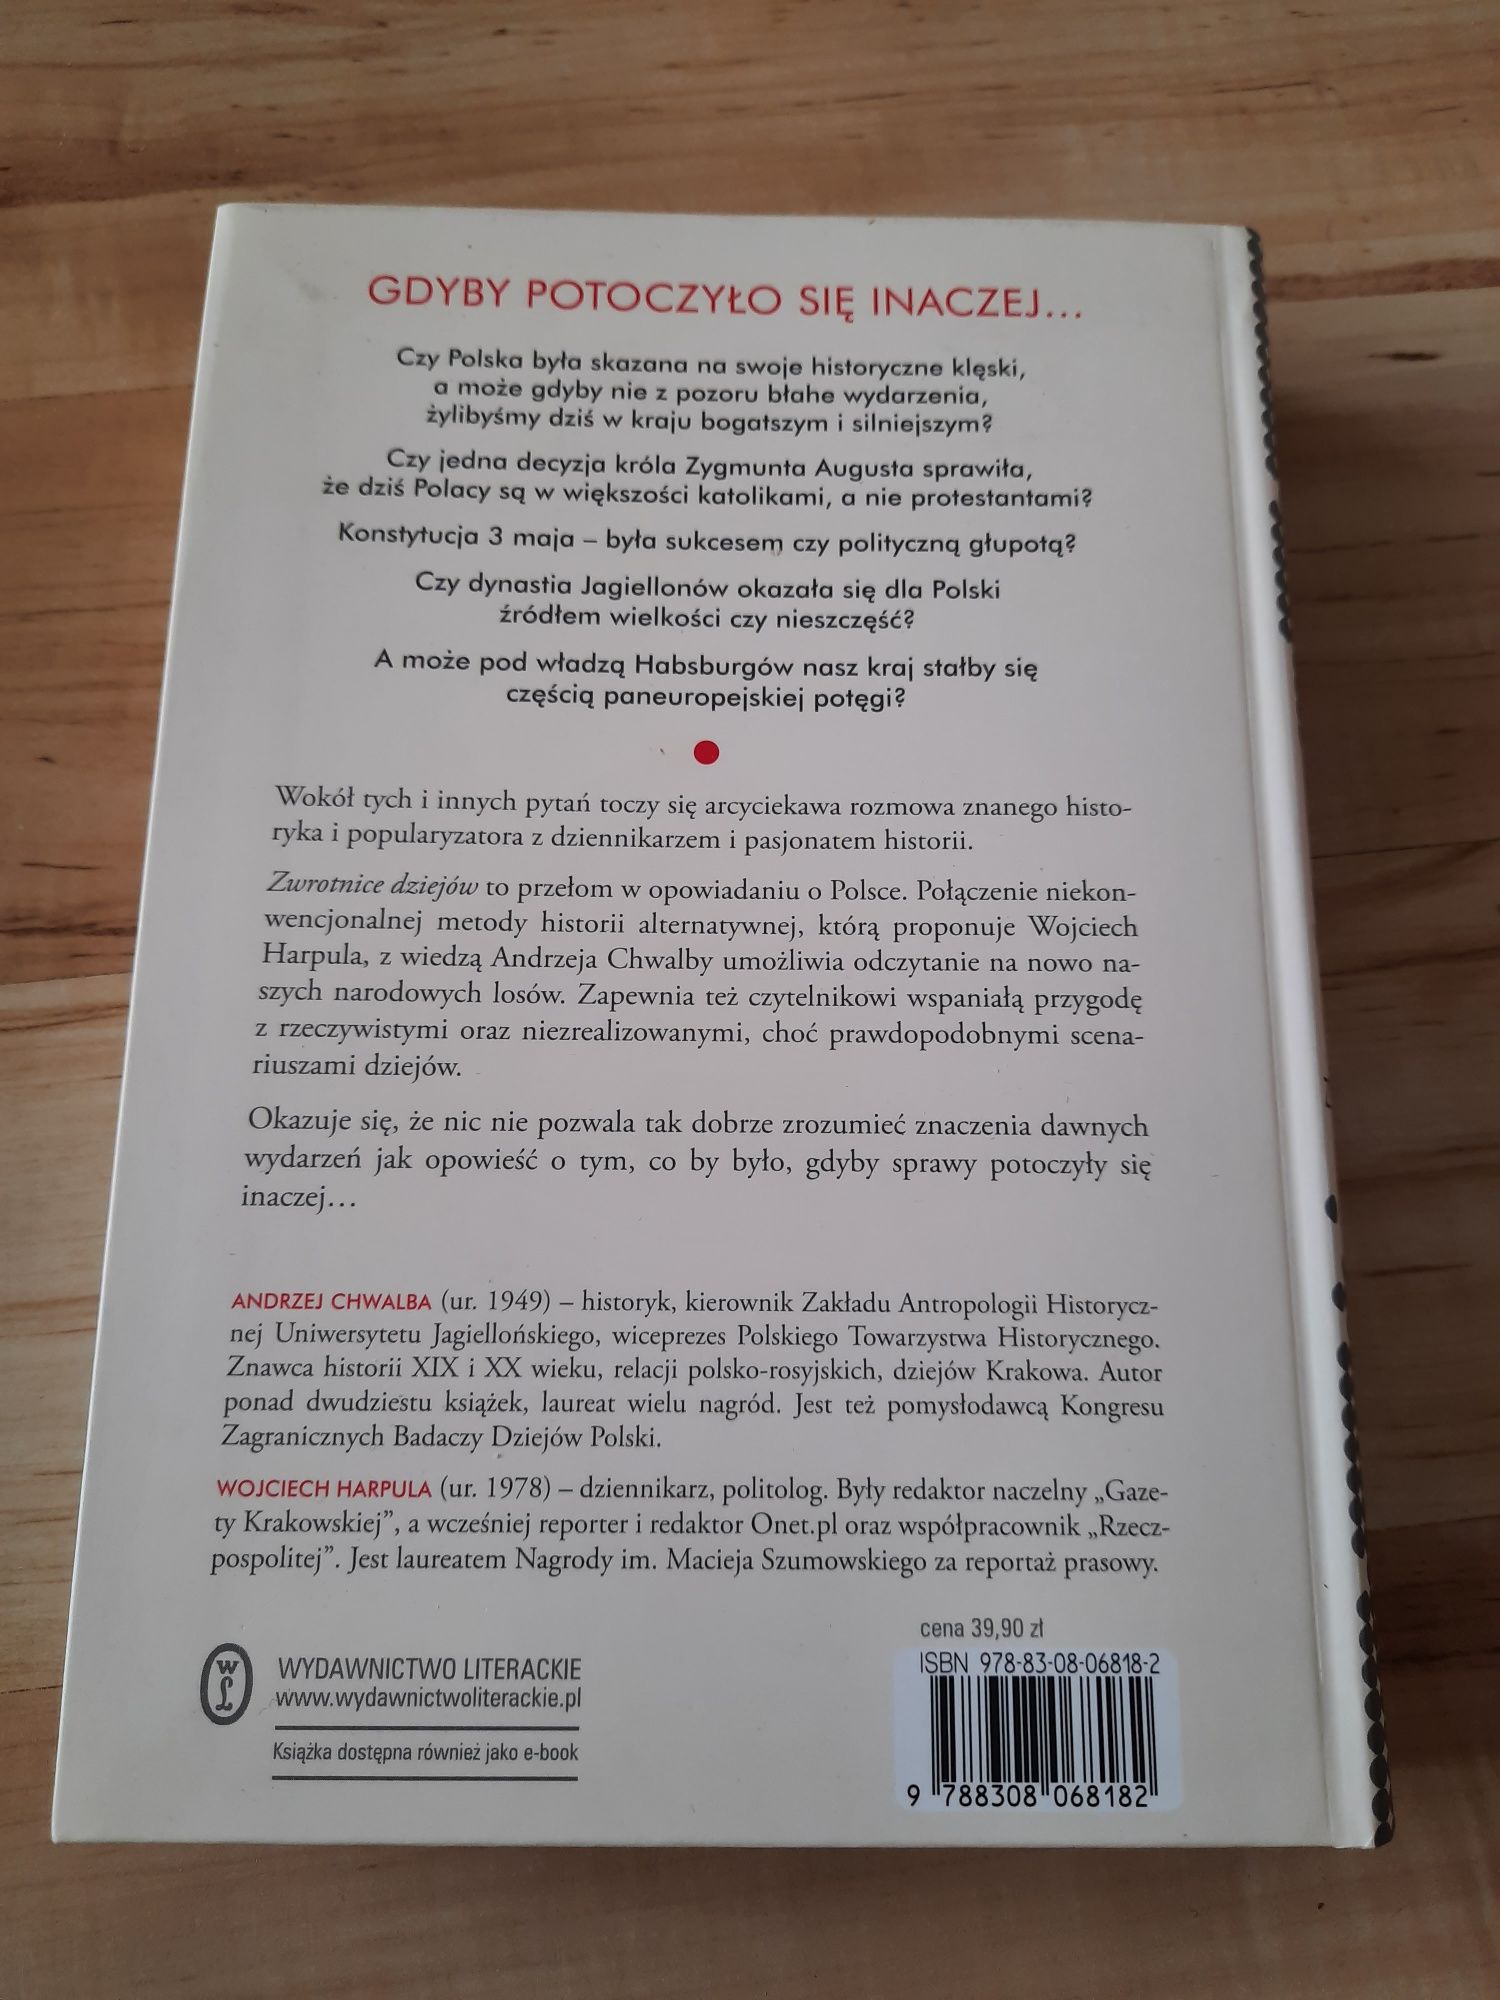 GDYBY POTOCZYŁO SIĘ INACZEJ...
Czy Polska była skazana na swoje historyczne klęski,
a może gdyby nie z pozoru błahe wydarzenia,
żylibyśmy dziś w kraju bogatszym i silniejszym?
Czy jedna decyzja króla Zygmunta Augusta sprawiła,
że dziś Polacy są w większości katolikami, a nie protestantami?
Konstytucja 3 maja – była sukcesem czy polityczną głupotą?
Czy dynastia Jagiellonów okazała się dla Polski
źródłem wielkości czy nieszczęść?
A może pod władzą Habsburgów nasz kraj stałby się
częścią paneuropejskiej potęgi?
Wokół tych i innych pytań toczy się arcyciekawa rozmowa znanego histo-
ryka i popularyzatora z dziennikarzem i pasjonatem historii.
Zwrotnice dziejów to przełom w opowiadaniu o Polsce. Połączenie niekon-
wencjonalnej metody historii alternatywnej, którą proponuje Wojciech
Harpula, z wiedzą Andrzeja Chwalby umożliwia odczytanie na nowo na-
szych narodowych losów. Zapewnia też czytelnikowi wspaniałą przygodę
z rzeczywistymi oraz niezrealizowanymi, choć prawdopodobnymi scena-
riuszami dziejów.
Okazuje się, że nic nie pozwala tak dobrze zrozumieć znaczenia dawnych
wydarzeń jak opowieść o tym, co by było, gdyby sprawy potoczyły się
inaczej...
ANDRZEJ CHWALBA (ur. 1949) – historyk, kierownik Zakładu Antropologii Historycz-
nej Uniwersytetu Jagiellońskiego, wiceprezes Polskiego Towarzystwa Historycznego.
Znawca historii XIX i XX wieku, relacji polsko-rosyjskich, dziejów Krakowa. Autor
ponad dwudziestu książek, laureat wielu nagród. Jest też pomysłodawcą Kongresu
Zagranicznych Badaczy Dziejów Polski.
WOJCIECH HARPULA (ur. 1978) – dziennikarz, politolog. Były redaktor naczelny „Gaze-
ty Krakowskiej”, a wcześniej reporter i redaktor Onet.pl oraz współpracownik „Rzecz-
pospolitej”. Jest laureatem Nagrody im. Macieja Szumowskiego za reportaż prasowy.
cena 39,90 zł
ISBN 978-83-08-06818-2
9 788308 068182
WL
WYDAWNICTWO LITERACKIE
www.wydawnictwoliterackie.pl
Książka dostępna również jako e-book